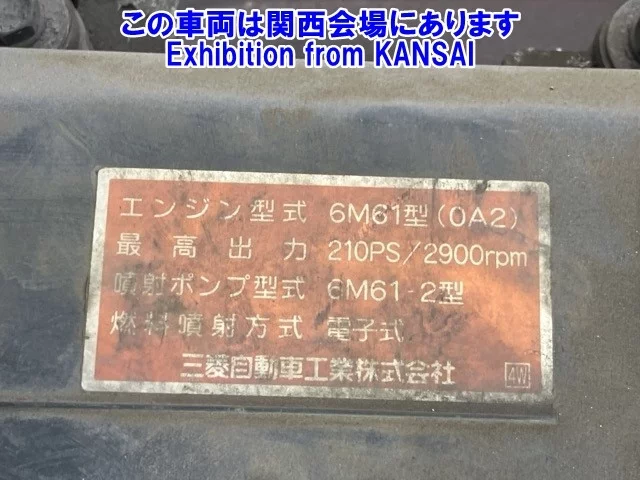 この車両は関西会場にあります
Exhibition from KANSAI
エンジン型式 6M61型(0A2)
最高出力 210PS/2900rpm
噴射ポンプ型式 6M61-2型
燃料噴射方式 電子式
三菱自動車工業株式会社 4W